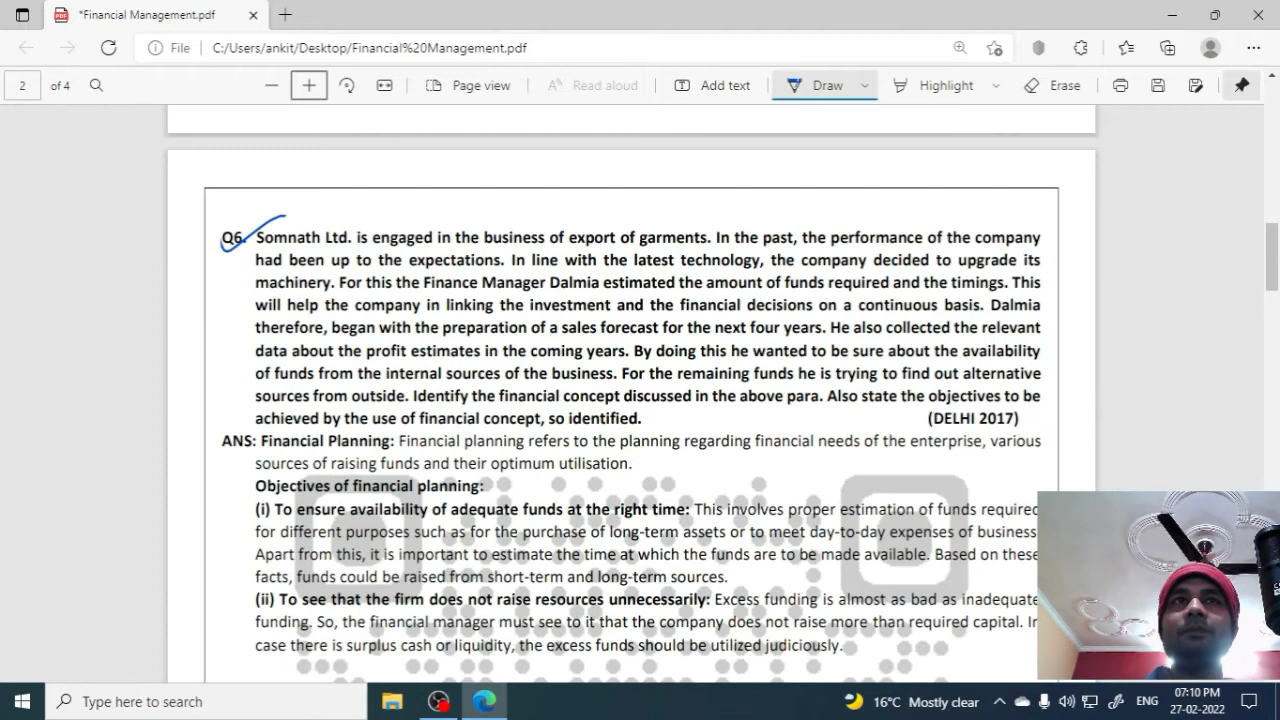 *Financial Management.pdf
File C:/Users/ankit/Desktop/Financial%20Management.pdf
2 of 4 Page view Read aloud Add text Draw Highlight Erase
Q6. Somnath Ltd. is engaged in the business of export of garments. In the past, the performance of the company
had been up to the expectations. In line with the latest technology, the company decided to upgrade its
machinery. For this the Finance Manager Dalmia estimated the amount of funds required and the timings. This
will help the company in linking the investment and the financial decisions on a continuous basis. Dalmia
therefore, began with the preparation of a sales forecast for the next four years. He also collected the relevant
data about the profit estimates in the coming years. By doing this he wanted to be sure about the availability
of funds from the internal sources of the business. For the remaining funds he is trying to find out alternative
sources from outside. Identify the financial concept discussed in the above para. Also state the objectives to be
achieved by the use of financial concept, so identified. (DELHI 2017)
ANS: Financial Planning: Financial planning refers to the planning regarding financial needs of the enterprise, various
sources of raising funds and their optimum utilisation.
Objectives of financial planning:
(i) To ensure availability of adequate funds at the right time: This involves proper estimation of funds required
for different purposes such as for the purchase of long-term assets or to meet day-to-day expenses of business
Apart from this, it is important to estimate the time at which the funds are to be made available. Based on these
facts, funds could be raised from short-term and long-term sources.
(ii) To see that the firm does not raise resources unnecessarily: Excess funding is almost as bad as inadequate
funding. So, the financial manager must see to it that the company does not raise more than required capital. In
case there is surplus cash or liquidity, the excess funds should be utilized judiciously.
Type here to search 16°C Mostly clear ENG 07:10 PM
27-02-2022